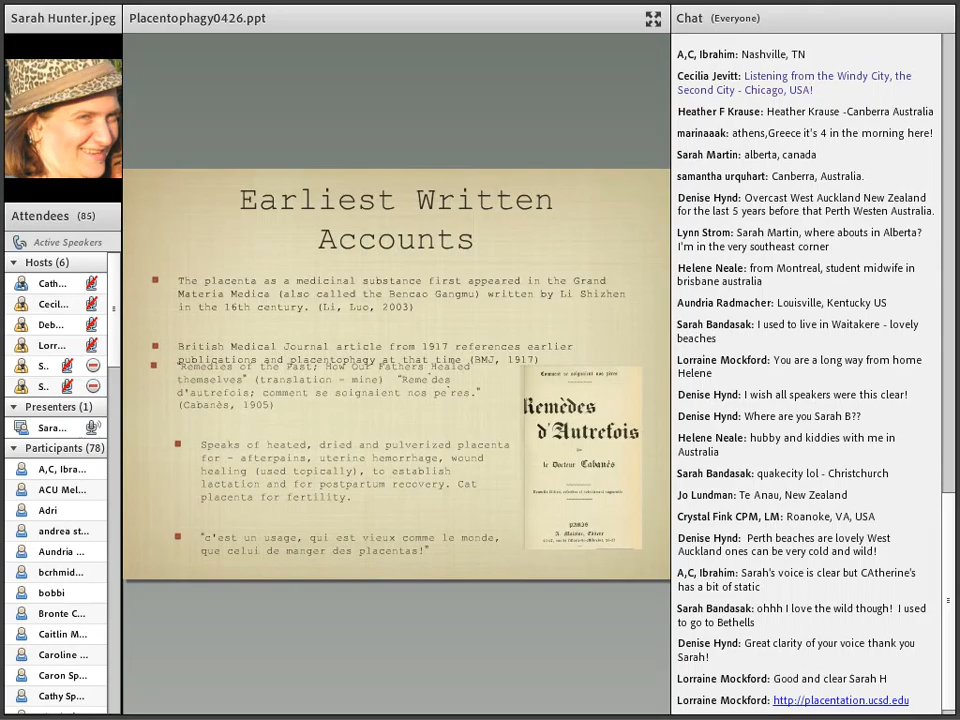 Sarah Hunter.jpeg
Placentophagy0426.ppt
Chat (Everyone)
Attendees (85)
Active Speakers
Hosts (6)
Cath...
Cecil...
Deb...
Lorr...
S..
S..
Presenters (1)
Sara...
Participants (78)
A,C, Ibra...
ACU Mel...
Adri
andrea st...
Aundria ...
bcrhmid...
bobbi
Bronte C...
Caitlin M...
Caroline ...
Caron Sp...
Cathy Sp...
Earliest Written
Accounts
The placenta as a medicinal substance first appeared in the Grand
Materia Medica (also called the Bencao Gangmu) written by Li Shizhen
in the 16th century. (Li, Luo, 2003)
British Medical Journal article from 1917 references earlier
publications and placentophagy at that time (BMJ, 1917)
"Remedies of the Past; How Our Fathers Healed
themselves" (translation - mine) "Reme`des
d'autrefois; comment se soignaient nos pe`res."
(Cabanès, 1905)
Speaks of heated, dried and pulverized placenta
for - afterpains, uterine hemorrhage, wound
healing (used topically), to establish
lactation and for postpartum recovery. Cat
placenta for fertility.
"c'est un usage, qui est vieux comme le monde,
que celui de manger des placentas!"
Comment se soignaient nos pères
Remèdes
d'Autrefois
le Docteur Cabanès
PARIS
A. Maloine, Editeur
A,C, Ibrahim: Nashville, TN
Cecilia Jevitt: Listening from the Windy City, the
Second City - Chicago, USA!
Heather F Krause: Heather Krause -Canberra Australia
marinaaak: athens,Greece it's 4 in the morning here!
Sarah Martin: alberta, canada
samantha urquhart: Canberra, Australia.
Denise Hynd: Overcast West Auckland New Zealand
for the last 5 years before that Perth Westen Australia.
Lynn Strom: Sarah Martin, where abouts in Alberta?
I'm in the very southeast corner
Helene Neale: from Montreal, student midwife in
brisbane australia
Aundria Radmacher: Louisville, Kentucky US
Sarah Bandasak: I used to live in Waitakere - lovely
beaches
Lorraine Mockford: You are a long way from home
Helene
Denise Hynd: I wish all speakers were this clear!
Denise Hynd: Where are you Sarah B??
Helene Neale: hubby and kiddies with me in
Australia
Sarah Bandasak: quakecity lol - Christchurch
Jo Lundman: Te Anau, New Zealand
Crystal Fink CPM, LM: Roanoke, VA, USA
Denise Hynd: Perth beaches are lovely West
Auckland ones can be very cold and wild!
A,C, Ibrahim: Sarah's voice is clear but CAtherine's
has a bit of static
Sarah Bandasak: ohhh I love the wild though! I used
to go to Bethells
Denise Hynd: Great clarity of your voice thank you
Sarah!
Lorraine Mockford: Good and clear Sarah H
Lorraine Mockford: http://placentation.ucsd.edu